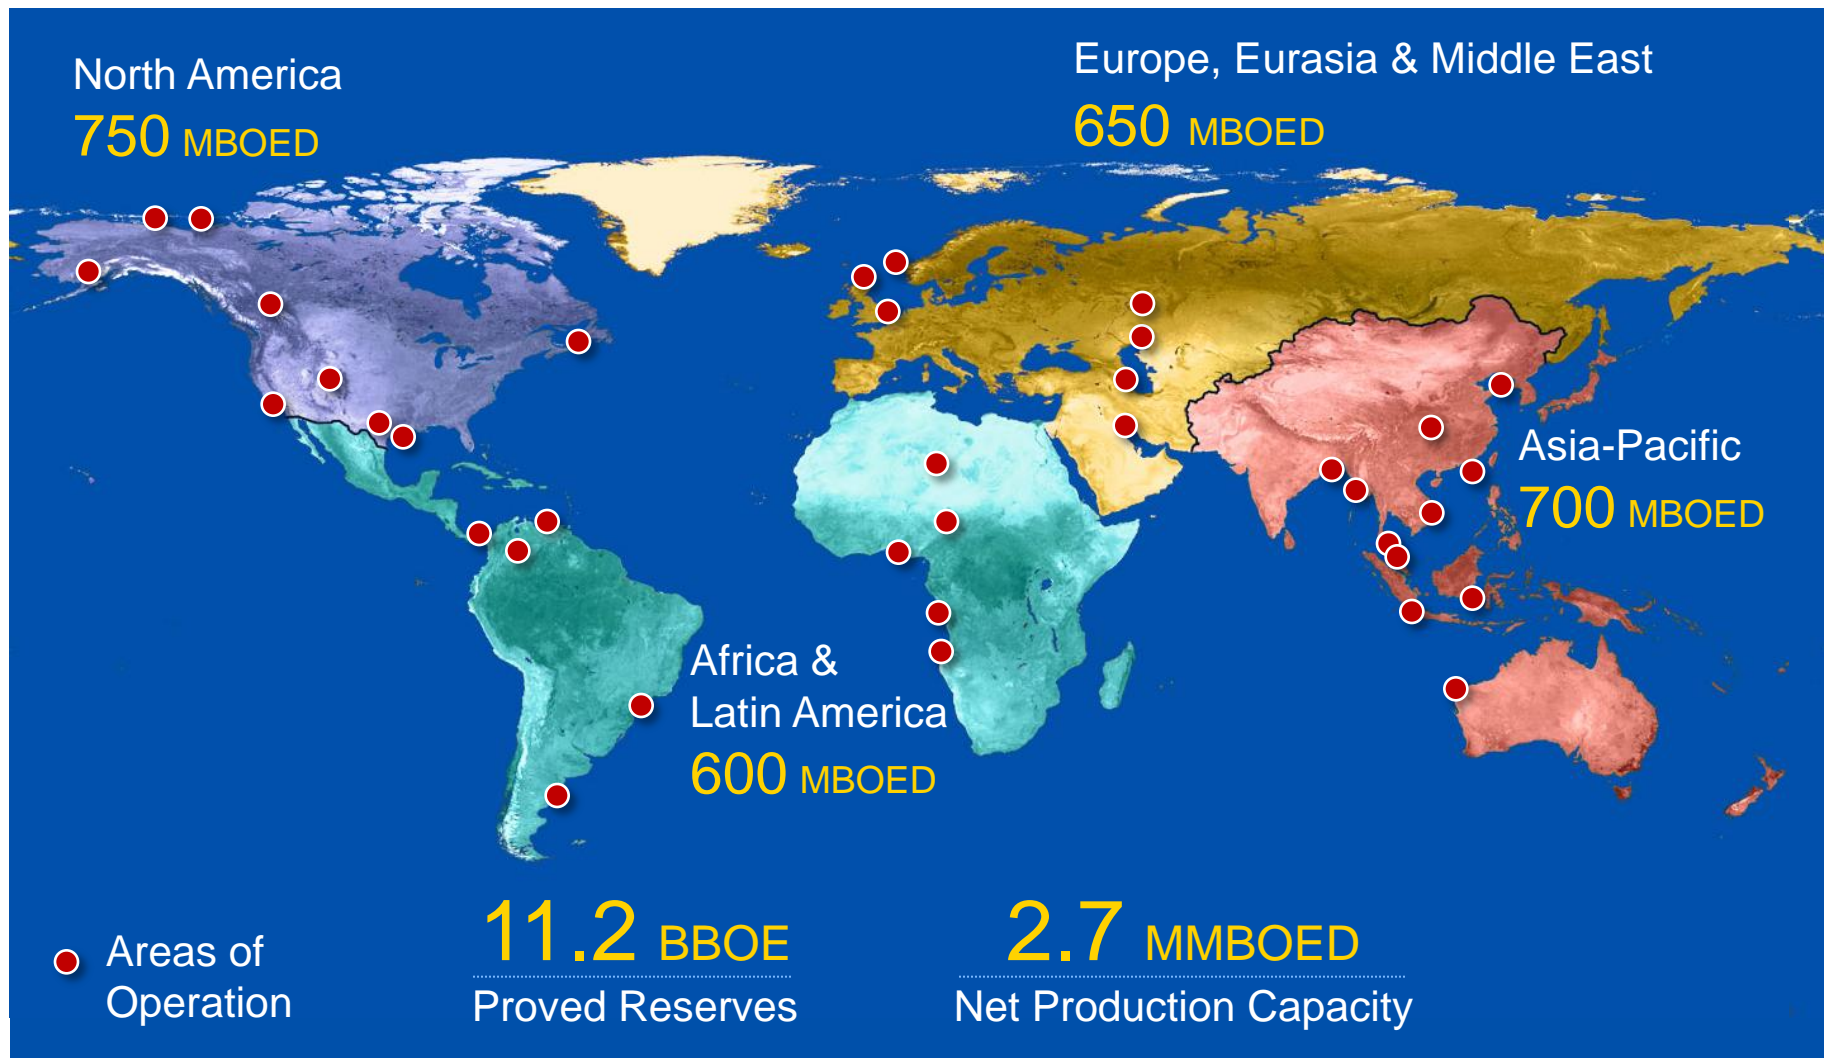 North America
750 MBOED
Europe, Eurasia & Middle East
650 MBOED
Asia-Pacific
700 MBOED
Africa &
Latin America
600 MBOED
Areas of
Operation
11.2 BBOE
Proved Reserves
2.7 MMBOED
Net Production Capacity